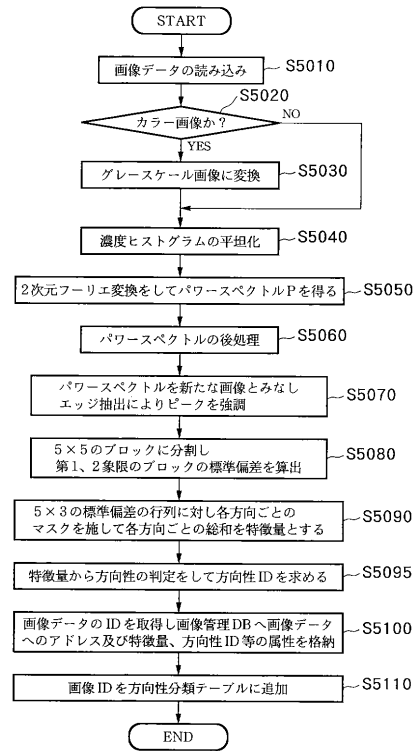 START
画像データの読み込み
S5010
カラー画像か？
S5020
NO
YES
グレースケール画像に変換
S5030
濃度ヒストグラムの平坦化
S5040
2次元フーリエ変換をしてパワースペクトルPを得る
S5050
パワースペクトルの後処理
S5060
パワースペクトルを新たな画像とみなし
エッジ抽出によりピークを強調
S5070
5×5のブロックに分割し
第1、2象限のブロックの標準偏差を算出
S5080
5×3の標準偏差の行列に対し各方向ごとの
マスクを施して各方向ごとの総和を特徴量とする
S5090
特徴量から方向性の判定をして方向性IDを求める
S5095
画像データのIDを取得し画像管理DBへ画像データ
へのアドレス及び特徴量、方向性ID等の属性を格納
S5100
画像IDを方向性分類テーブルに追加
S5110
END